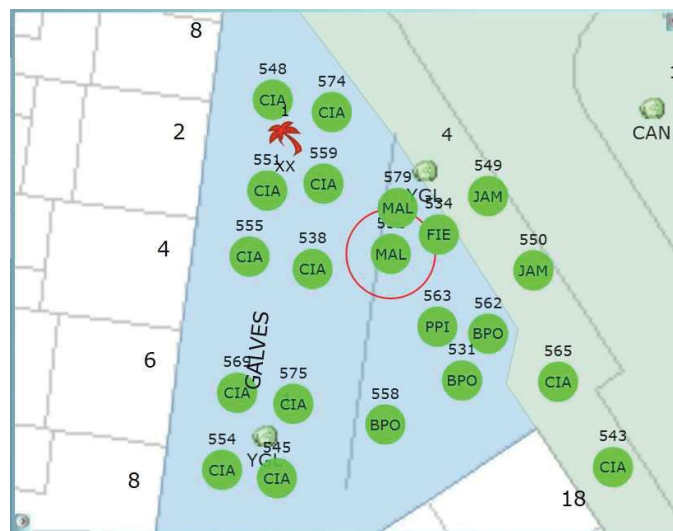 8
548
CIA
1
574
CIA
CAN
2
XX
4
551
CIA
559
CIA
579
MAL
YGL
549
JAM
534
FIE
MAL
555
CIA
538
CIA
4
550
JAM
563
PPI
562
BPO
GALVES
6
569
CIA
575
CIA
531
BPO
565
CIA
558
BPO
YGL
554
CIA
545
CIA
543
CIA
8
18